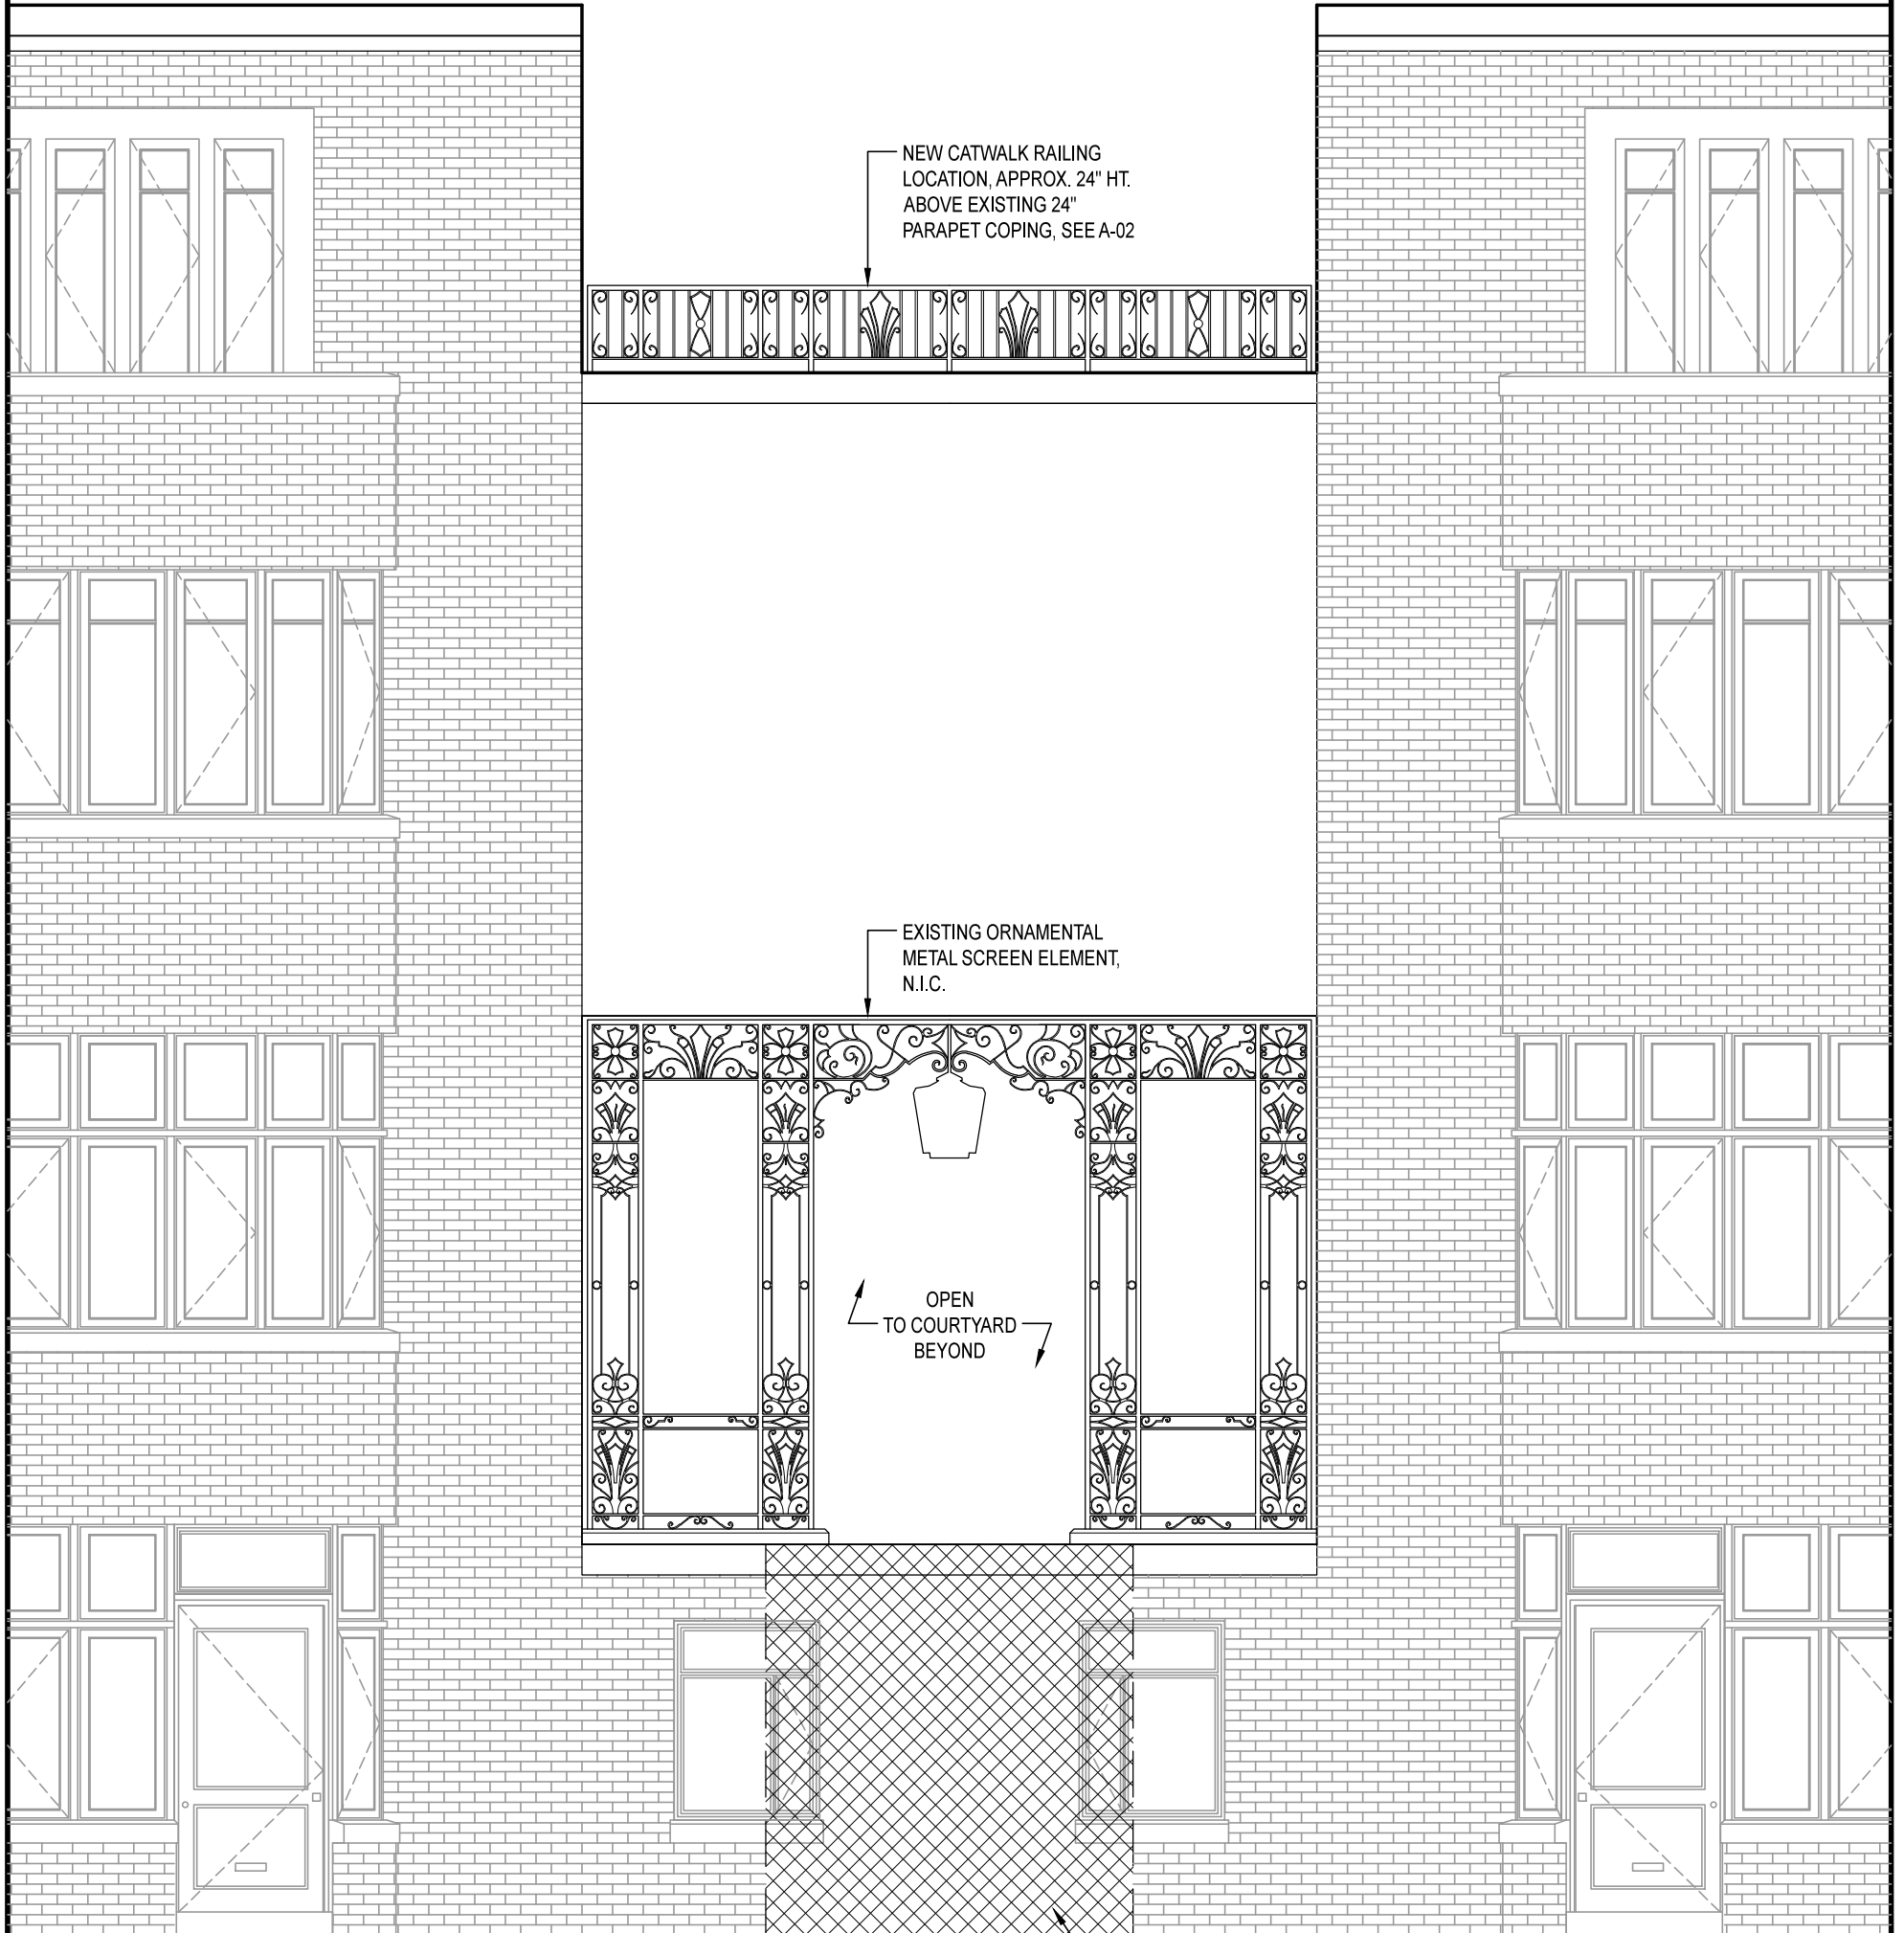 NEW CATWALK RAILING
LOCATION, APPROX. 24" HT.
ABOVE EXISTING 24"
PARAPET COPING, SEE A-02
EXISTING ORNAMENTAL
METAL SCREEN ELEMENT,
N.I.C.
OPEN
TO COURTYARD
BEYOND